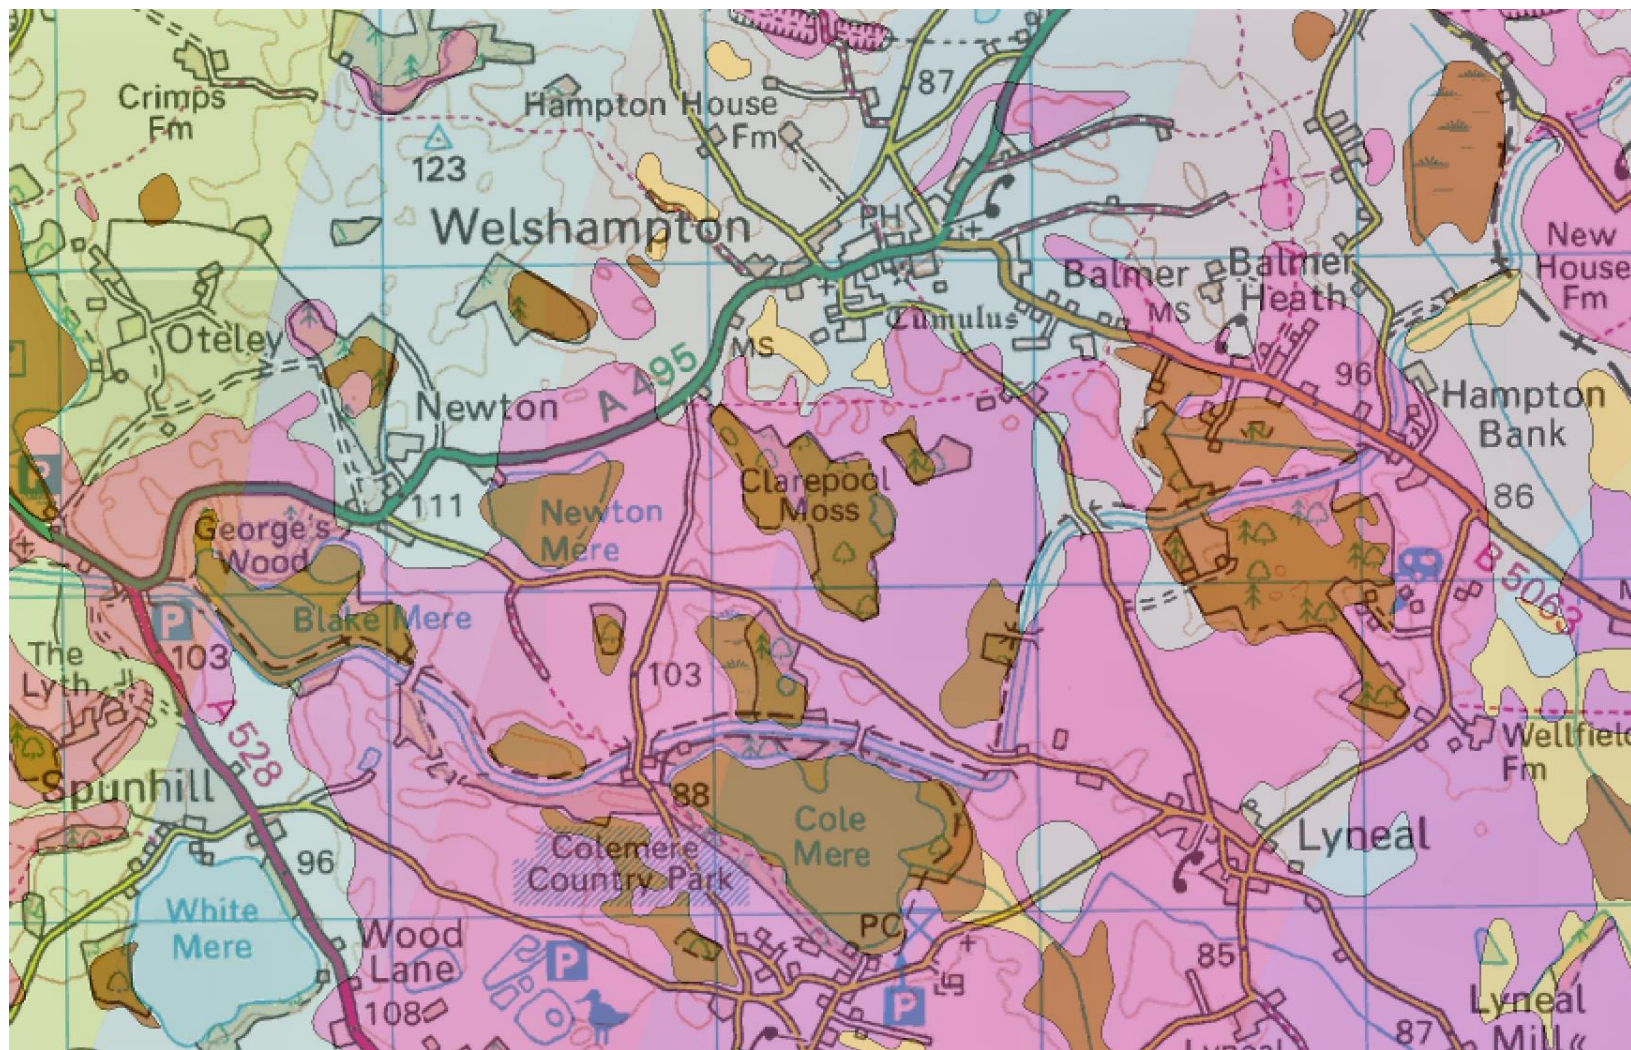 87
Crimps
Fm
Hampton House
Fm
123
Welshampton
PH
New
House
Fm
Balmer
Balmer
Heath
MS
Tumulus
Oteley
MS
A 495
96
Newton
Hampton
Bank
P
Clarepool
Moss
111
Newton
Mere
86
George's
Wood
B 5063
P
Blake Mere
103
The
Lyth
103
A 528
Wellfield
Fm
Spunhill
88
Cole
Mere
Lyneal
Colemere
Country Park
96
White
Mere
PC
Wood
Lane
P
85
P
108
Lyneal
Mill
87
Lyneal